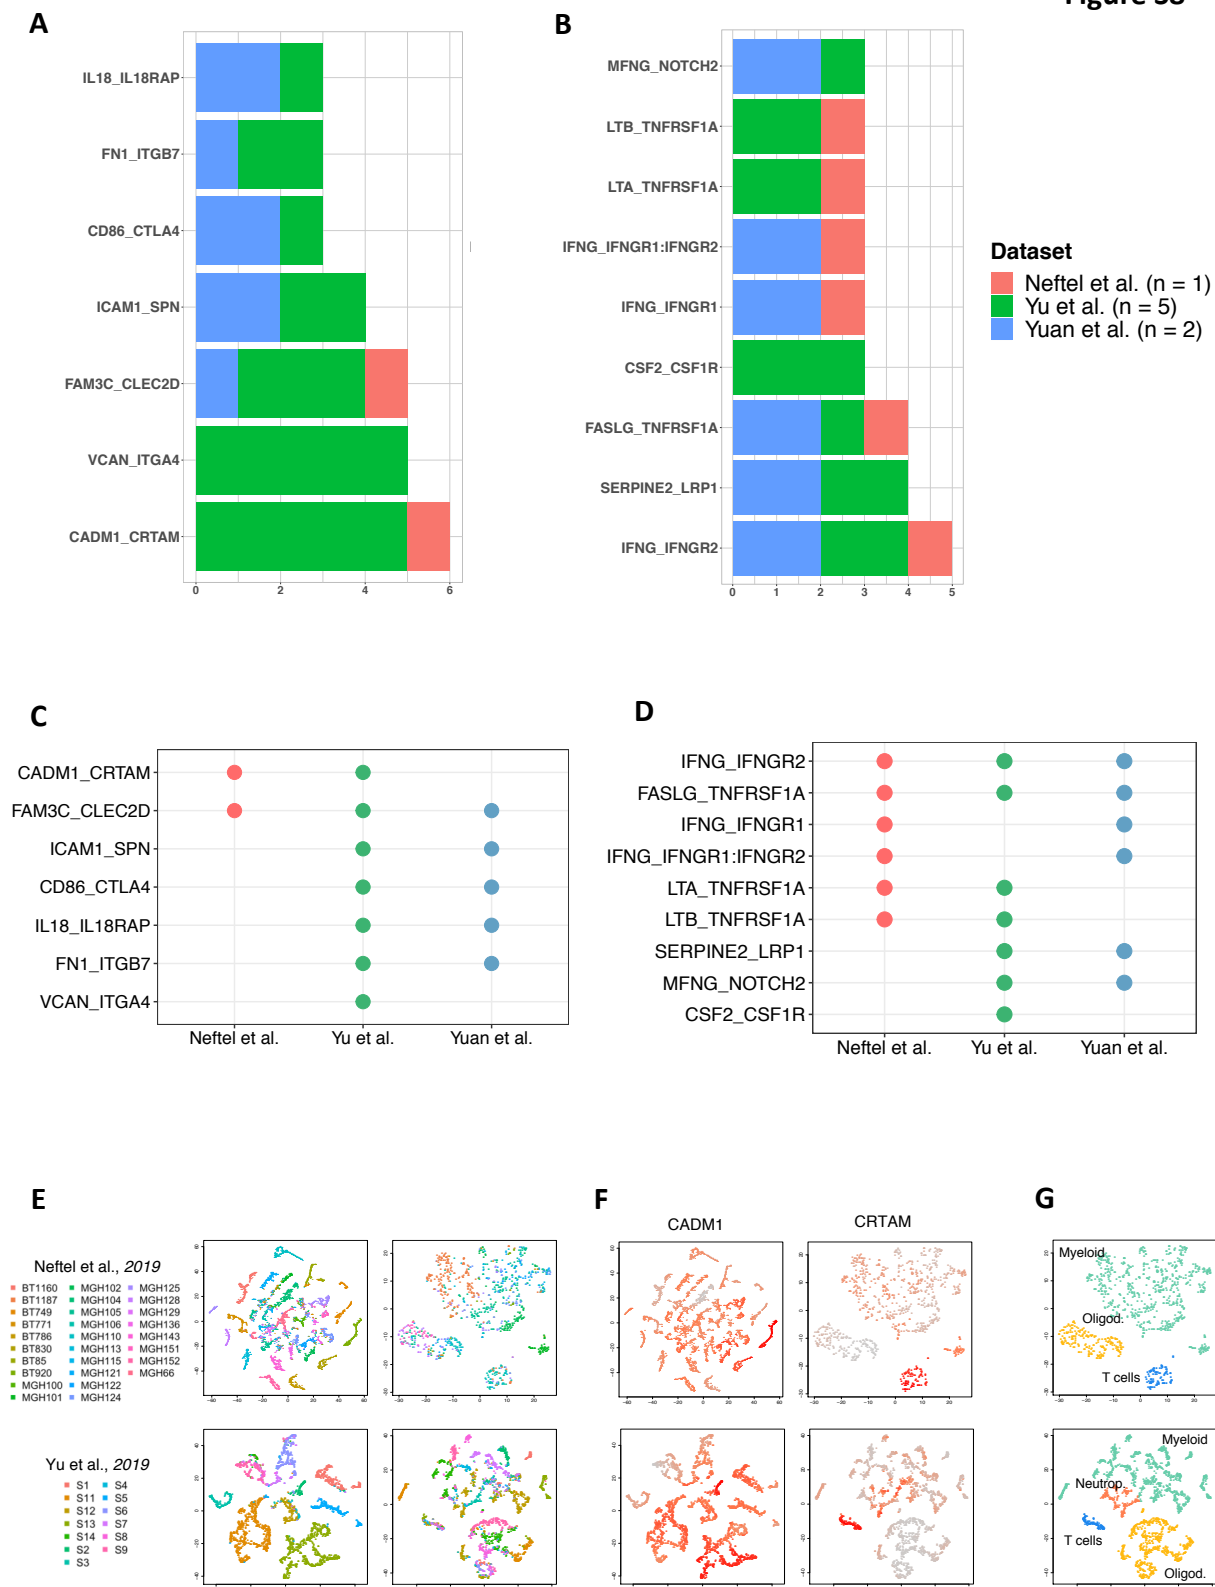 Figure S8
A
IL18_IL18RAP
FN1_ITGB7
CD86_CTLA4
ICAM1_SPN
FAM3C_CLEC2D
VCAN_ITGA4
CADM1_CRTAM
0 2 4 6
B
MFNG_NOTCH2
LTB_TNFRSF1A
LTA_TNFRSF1A
IFNG_IFNGR1:IFNGR2
IFNG_IFNGR1
CSF2_CSF1R
FASLG_TNFRSF1A
SERPINE2_LRP1
IFNG_IFNGR2
0 1 2 3 4 5
Dataset
Neftel et al. (n = 1)
Yu et al. (n = 5)
Yuan et al. (n = 2)
C
CADM1_CRTAM
FAM3C_CLEC2D
ICAM1_SPN
CD86_CTLA4
IL18_IL18RAP
FN1_ITGB7
VCAN_ITGA4
Neftel et al. Yu et al. Yuan et al.
D
IFNG_IFNGR2
FASLG_TNFRSF1A
IFNG_IFNGR1
IFNG_IFNGR1:IFNGR2
LTA_TNFRSF1A
LTB_TNFRSF1A
SERPINE2_LRP1
MFNG_NOTCH2
CSF2_CSF1R
Neftel et al. Yu et al. Yuan et al.
E
Neftel et al., 2019
BT1160 MGH102 MGH125
BT1187 MGH104 MGH128
BT749 MGH105 MGH129
BT771 MGH106 MGH136
BT786 MGH110 MGH143
BT830 MGH113 MGH151
BT85 MGH115 MGH152
BT920 MGH121 MGH66
MGH100 MGH122
MGH101 MGH124
Yu et al., 2019
S1 S4
S11 S5
S12 S6
S13 S7
S14 S8
S2 S9
S3
F
CADM1
CRTAM
G
Myeloid
Oligod.
T cells
Myeloid
Neutrop.
T cells
Oligod.